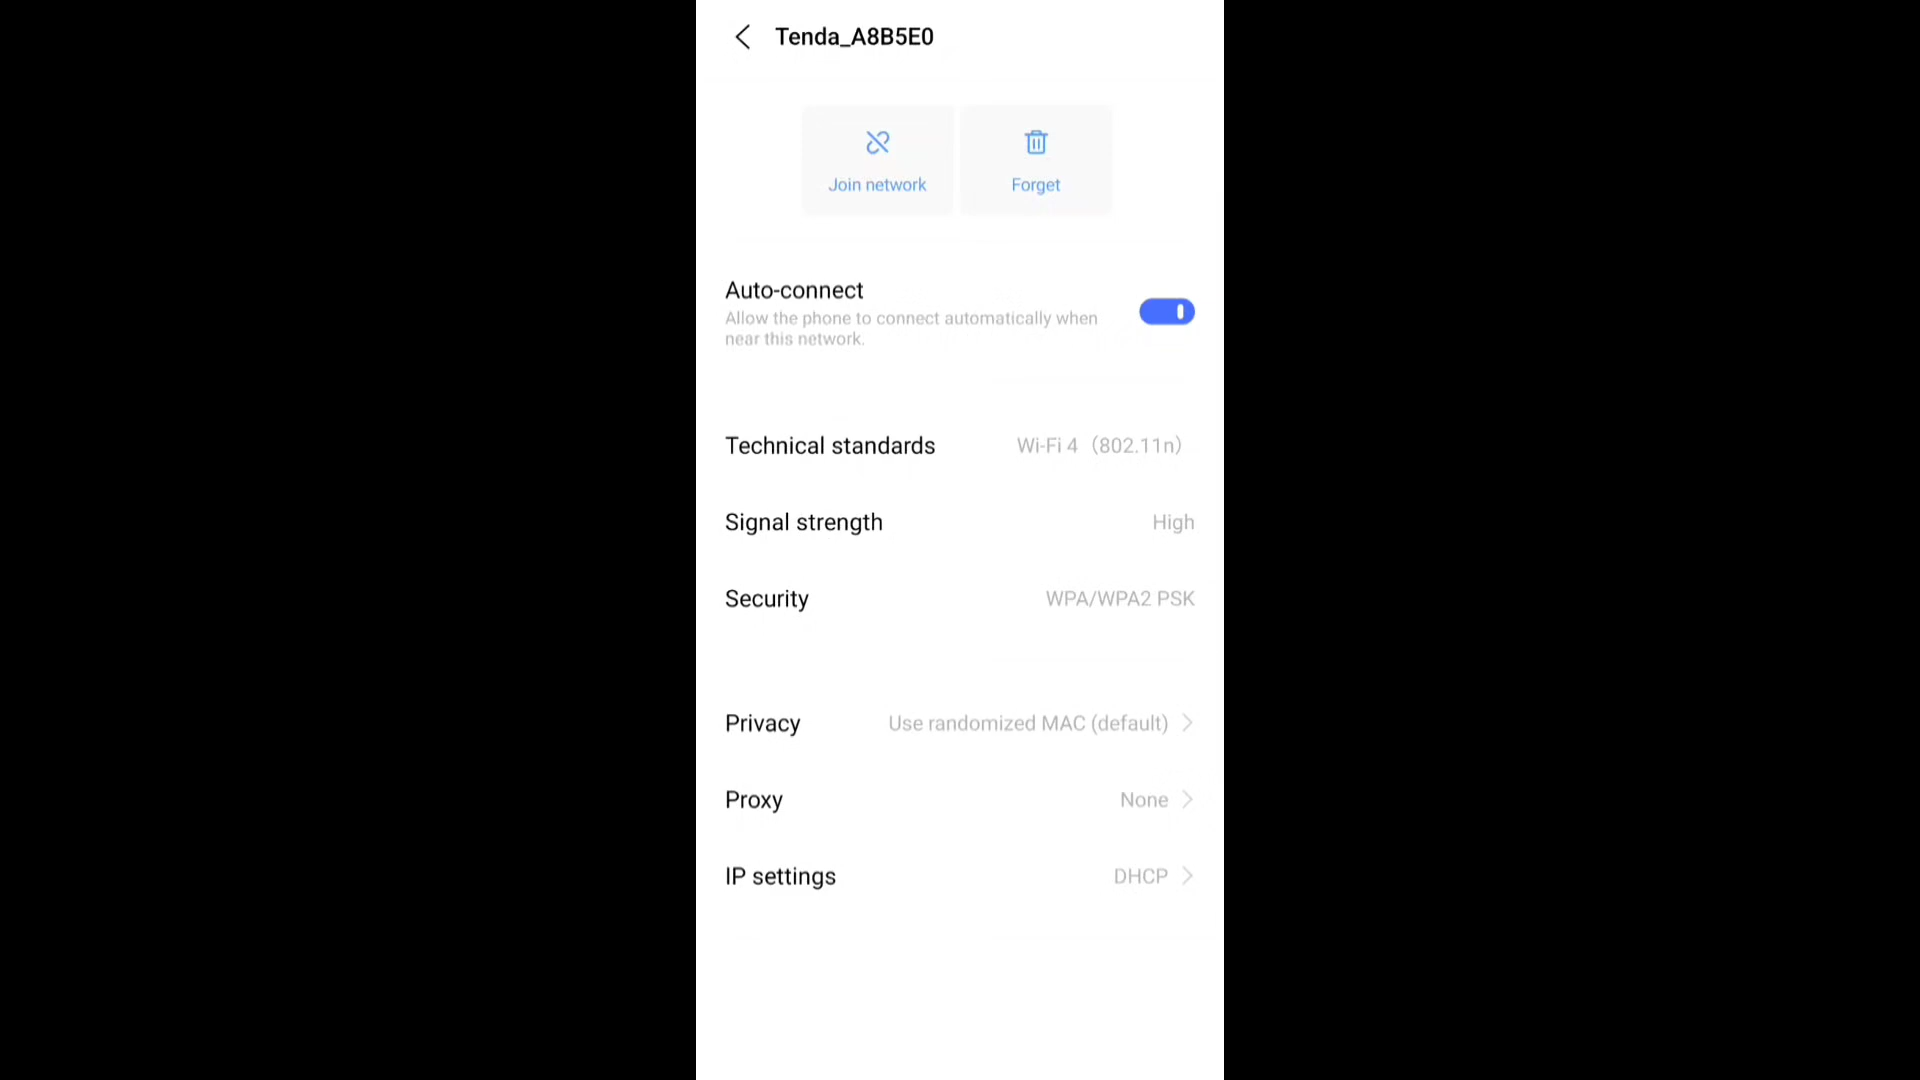 Tenda_A8B5E0
Join network
Forget
Auto-connect
Allow the phone to connect automatically when
near this network.
Technical standards
Wi-Fi 4（802.11n）
Signal strength
High
Security
WPA/WPA2 PSK
Privacy
Use randomized MAC (default)
Proxy
None
IP settings
DHCP